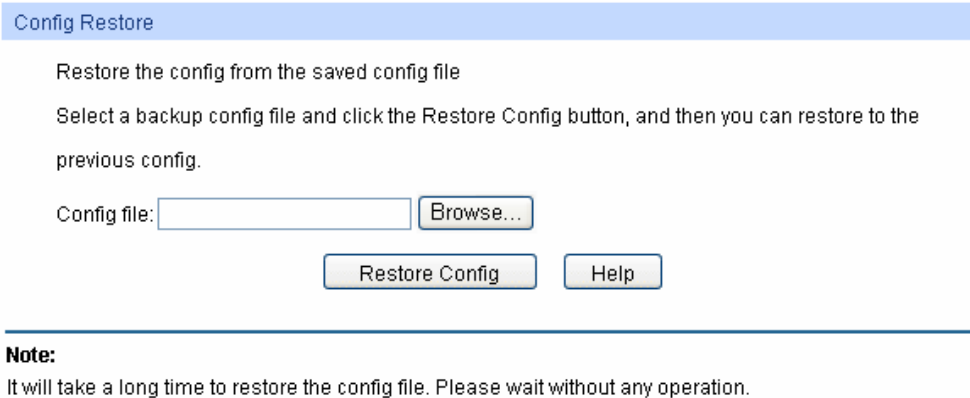 Config Restore
Restore the config from the saved config file
Select a backup config file and click the Restore Config button, and then you can restore to the
previous config.
Config file: Browse...
Restore Config Help
Note:
It will take a long time to restore the config file. Please wait without any operation.